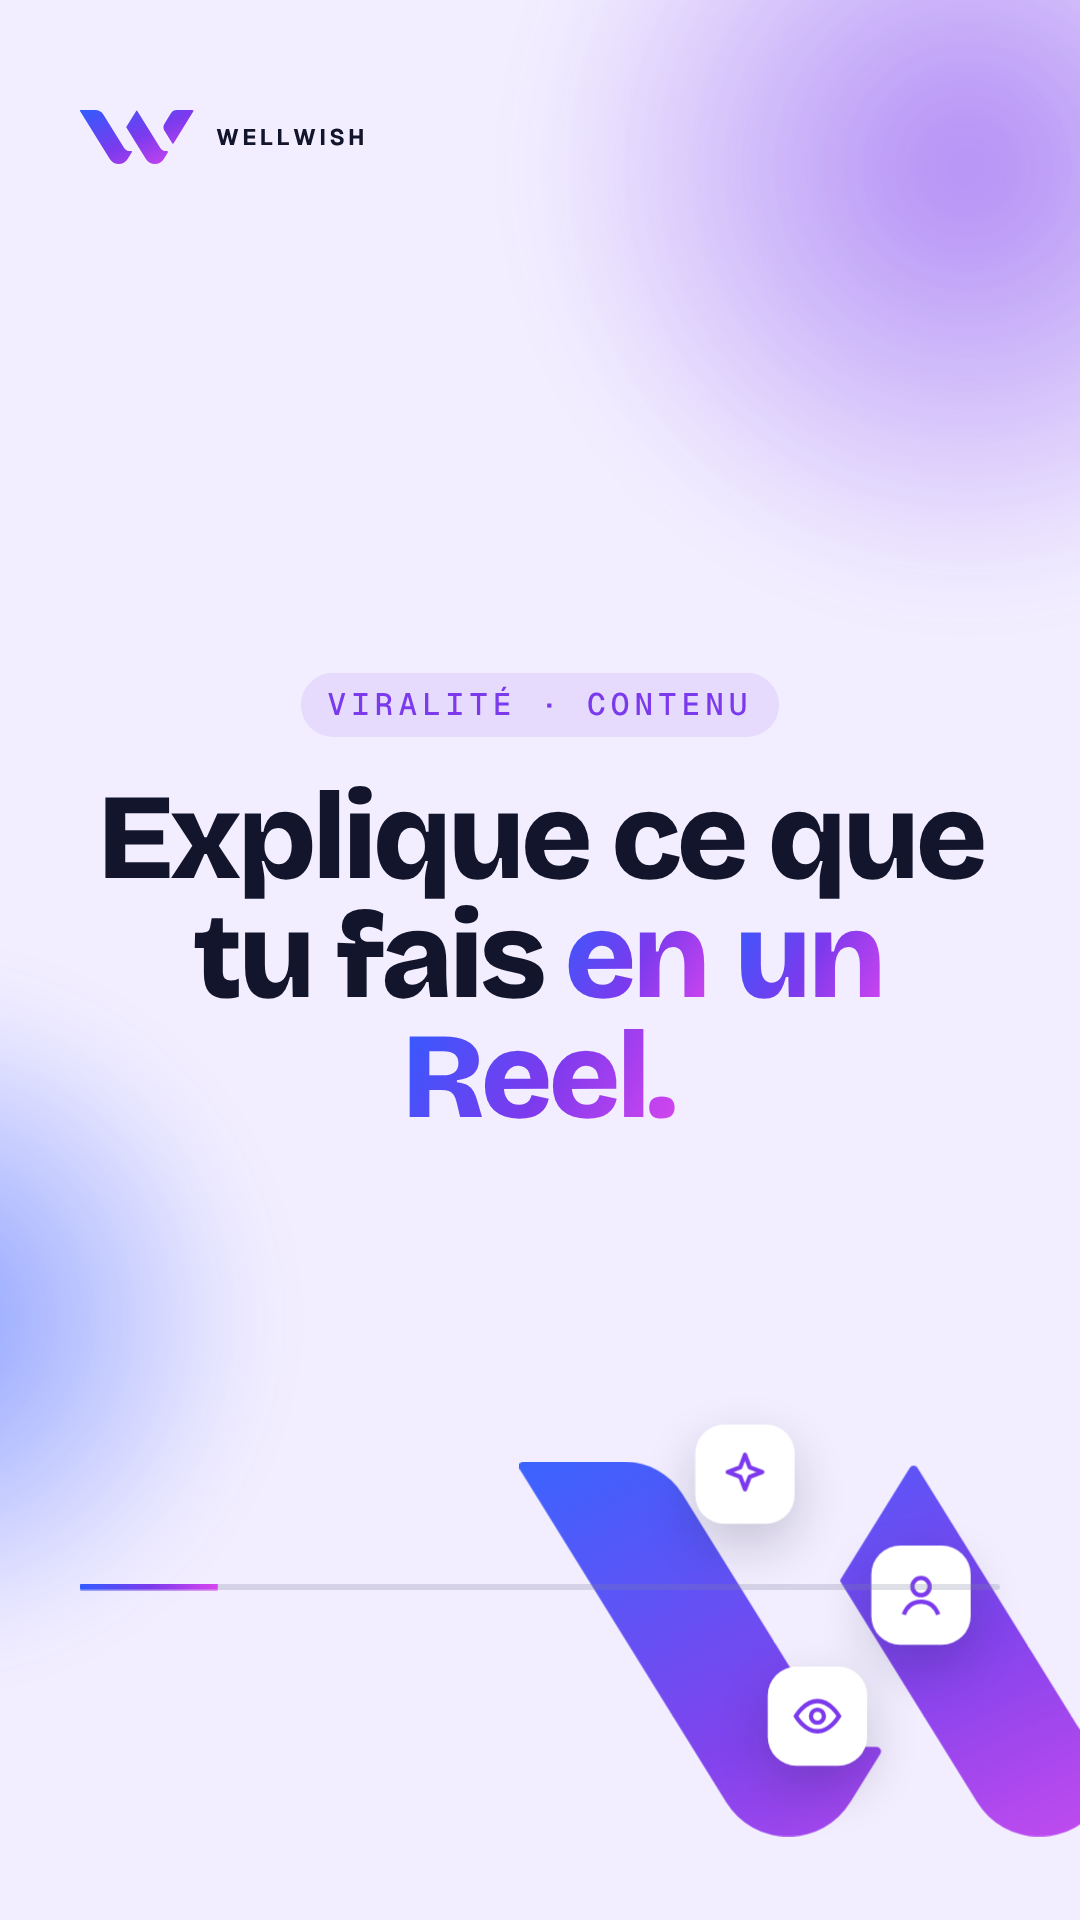 WELLWISH
VIRALITÉ · CONTENU
Explique ce que
tu fais en un
Reel.